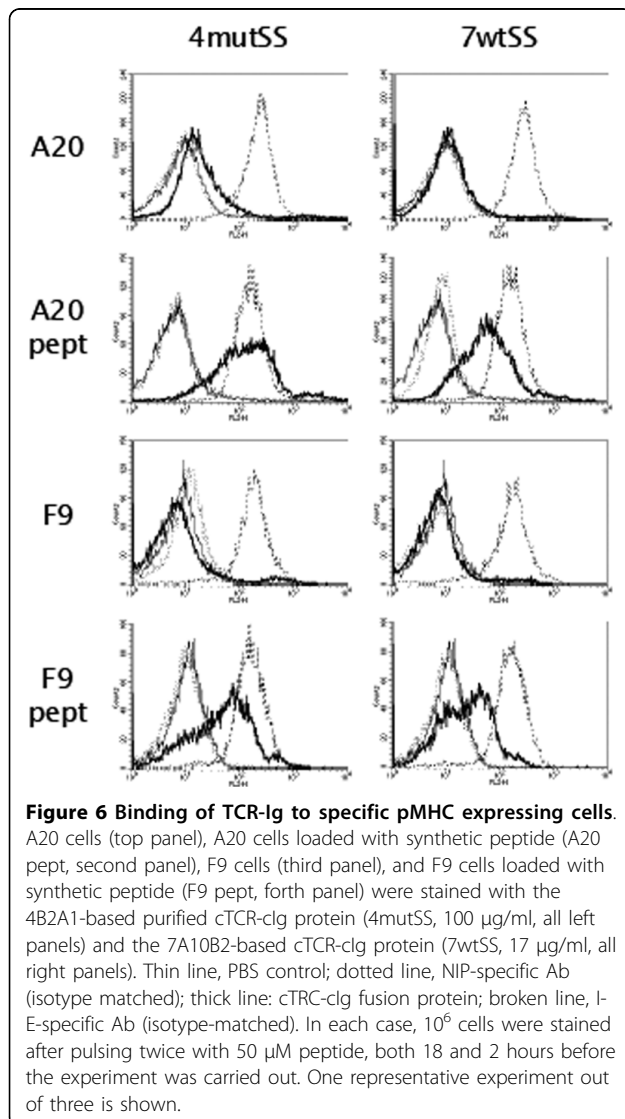 4mutSS 7wtSS
A20
A20
pept
F9
F9
pept
Figure 6 Binding of TCR-Ig to specific pMHC expressing cells.
A20 cells (top panel), A20 cells loaded with synthetic peptide (A20
pept, second panel), F9 cells (third panel), and F9 cells loaded with
synthetic peptide (F9 pept, forth panel) were stained with the
4B2A1-based purified cTCR-cIg protein (4mutSS, 100 µg/ml, all left
panels) and the 7A10B2-based cTCR-cIg protein (7wtSS, 17 µg/ml, all
right panels). Thin line, PBS control; dotted line, NIP-specific Ab
(isotype matched); thick line: cTRC-cIg fusion protein; broken line, I-
E-specific Ab (isotype-matched). In each case, 10⁶ cells were stained
after pulsing twice with 50 µM peptide, both 18 and 2 hours before
the experiment was carried out. One representative experiment out
of three is shown.